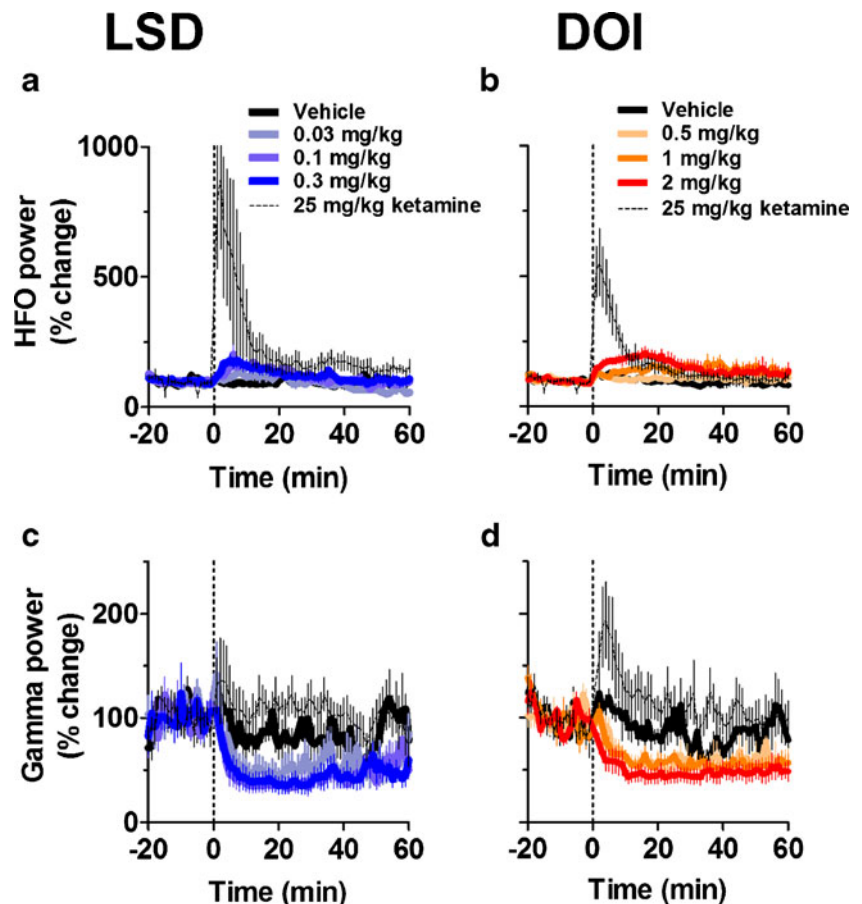 LSD
DOI
a
Vehicle
0.03 mg/kg
0.1 mg/kg
0.3 mg/kg
25 mg/kg ketamine
HFO power
(% change)
1000
500
0
-20 0 20 40 60
Time (min)
b
Vehicle
0.5 mg/kg
1 mg/kg
2 mg/kg
25 mg/kg ketamine
-20 0 20 40 60
Time (min)
c
Gamma power
(% change)
200
100
0
-20 0 20 40 60
Time (min)
d
-20 0 20 40 60
Time (min)